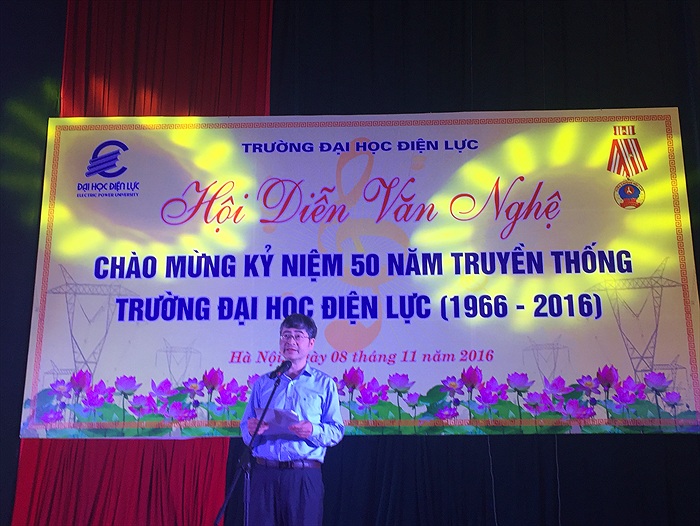 TRƯỜNG ĐẠI HỌC ĐIỆN LỰC
ĐẠI HỌC ĐIỆN LỰC
ELECTRIC POWER UNIVERSITY
Hội Diễn Văn Nghệ
CHÀO MỪNG KỶ NIỆM 50 NĂM TRUYỀN THỐNG
TRƯỜNG ĐẠI HỌC ĐIỆN LỰC (1966 - 2016)
Hà Nội, ngày 08 tháng 11 năm 2016